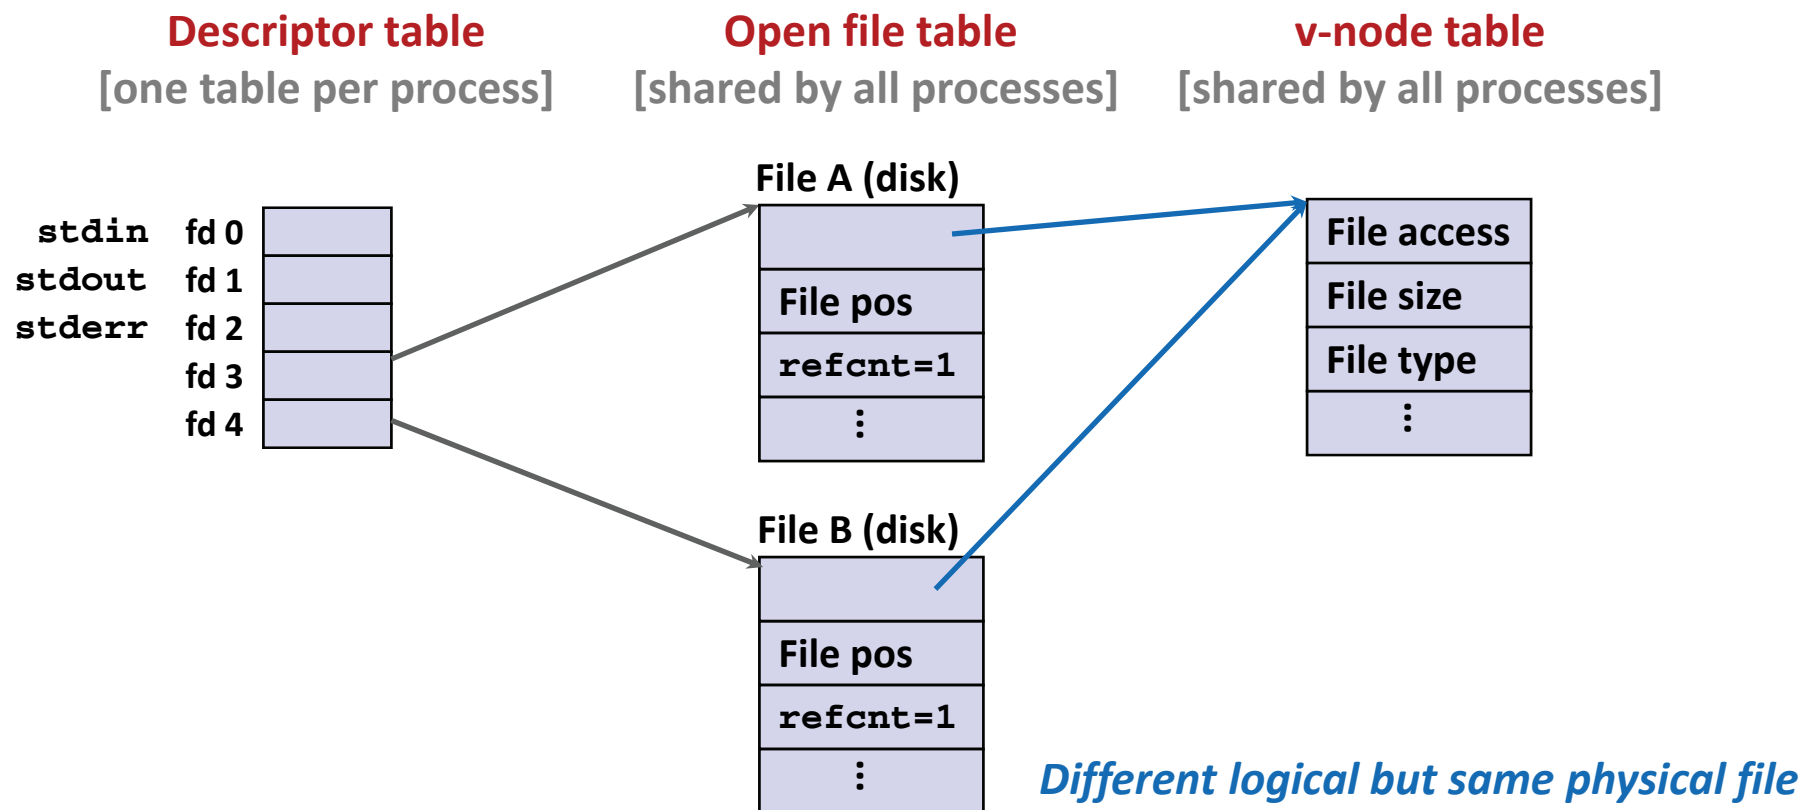 Descriptor table
[one table per process]
Open file table
[shared by all processes]
v-node table
[shared by all processes]
stdin fd 0
stdout fd 1
stderr fd 2
fd 3
fd 4
File A (disk)
File pos
refcnt=1
⋮
File B (disk)
File pos
refcnt=1
⋮
File access
File size
File type
⋮
Different logical but same physical file